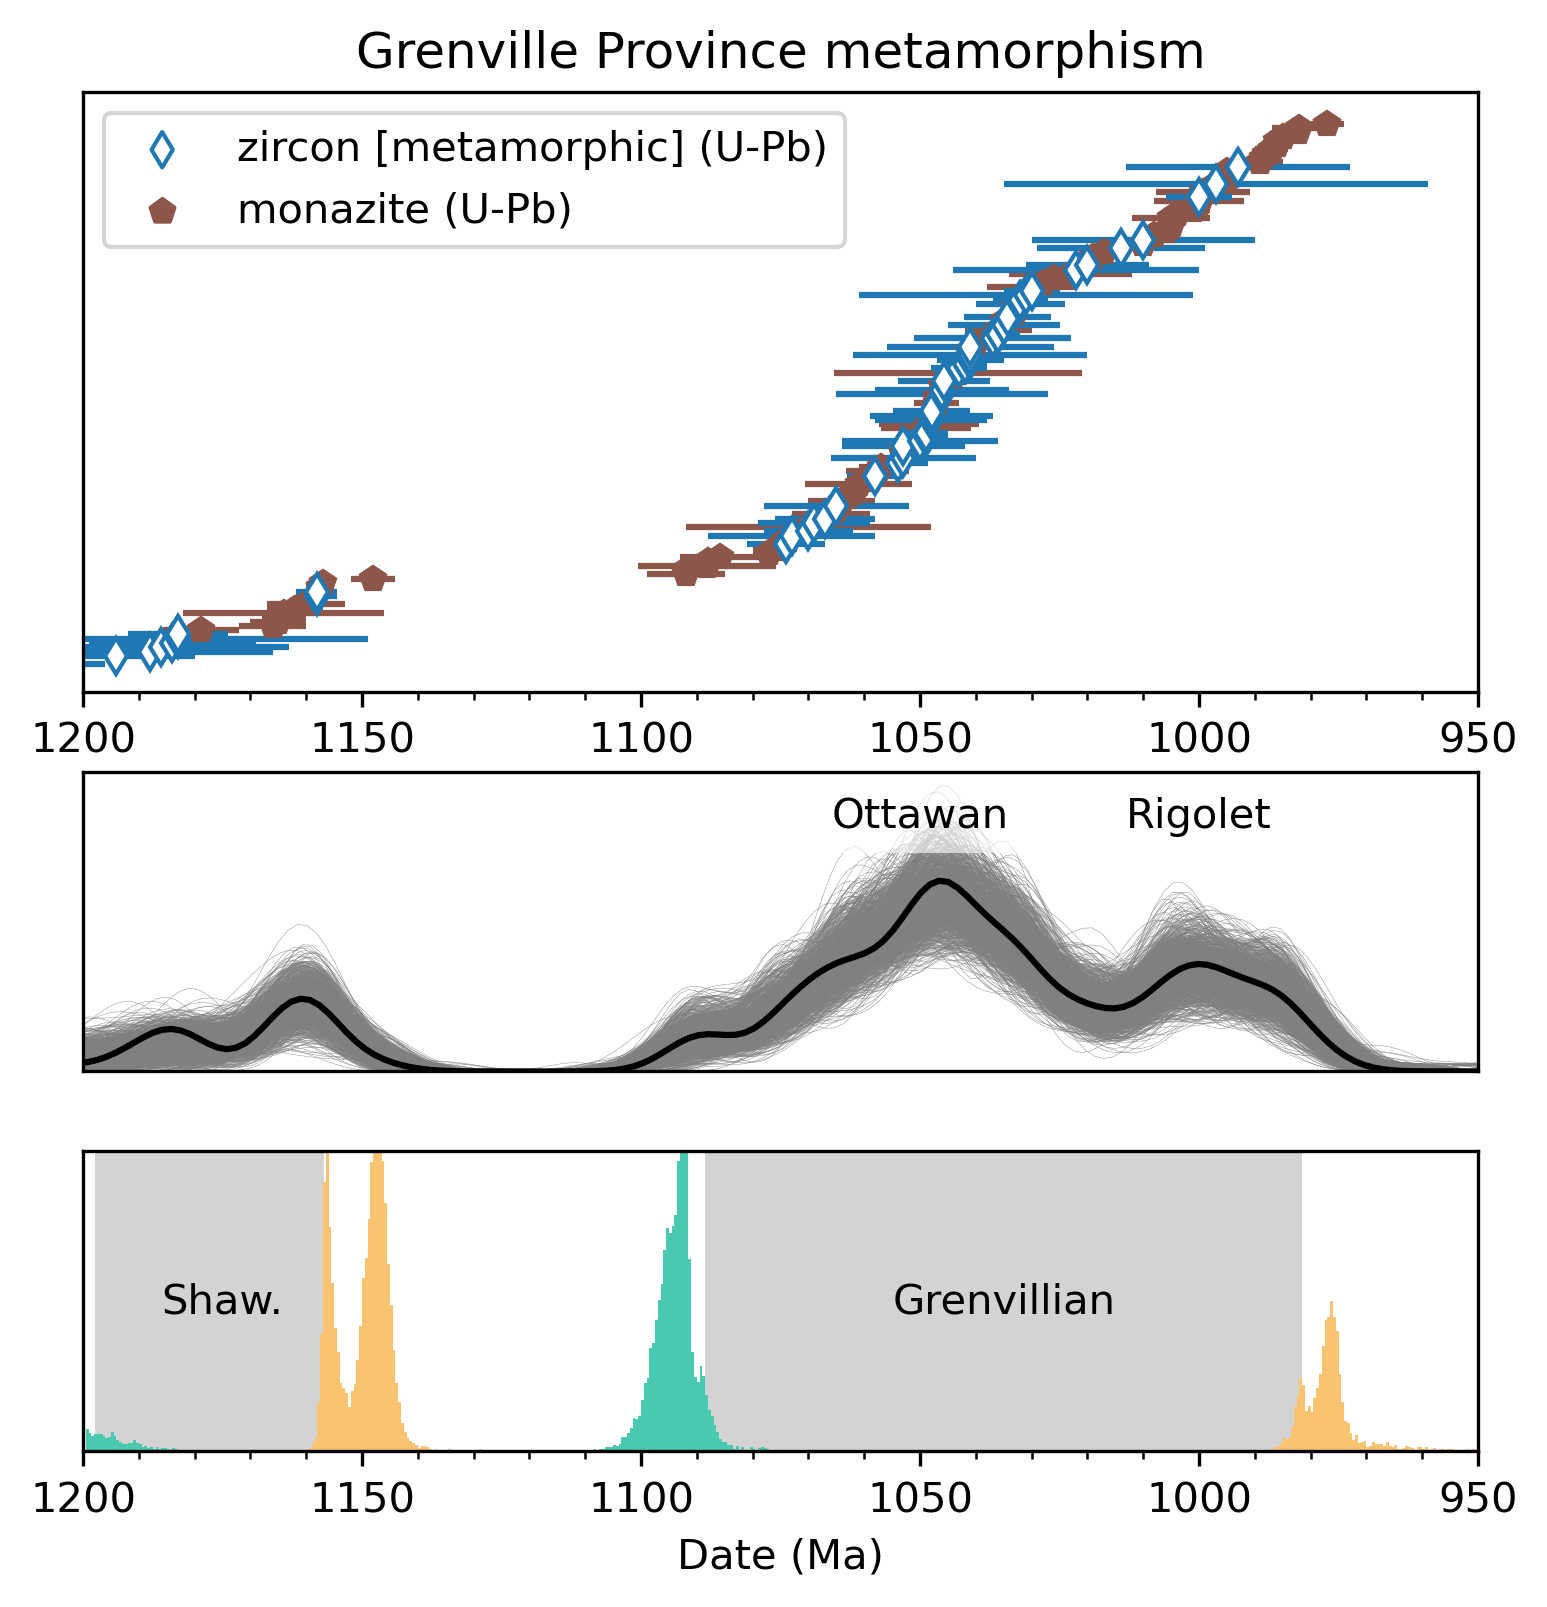 Grenville Province metamorphism
zircon [metamorphic] (U-Pb)
monazite (U-Pb)
1200 1150 1100 1050 1000 950
Ottawan Rigolet
Shaw. Grenvillian
1200 1150 1100 1050 1000 950
Date (Ma)